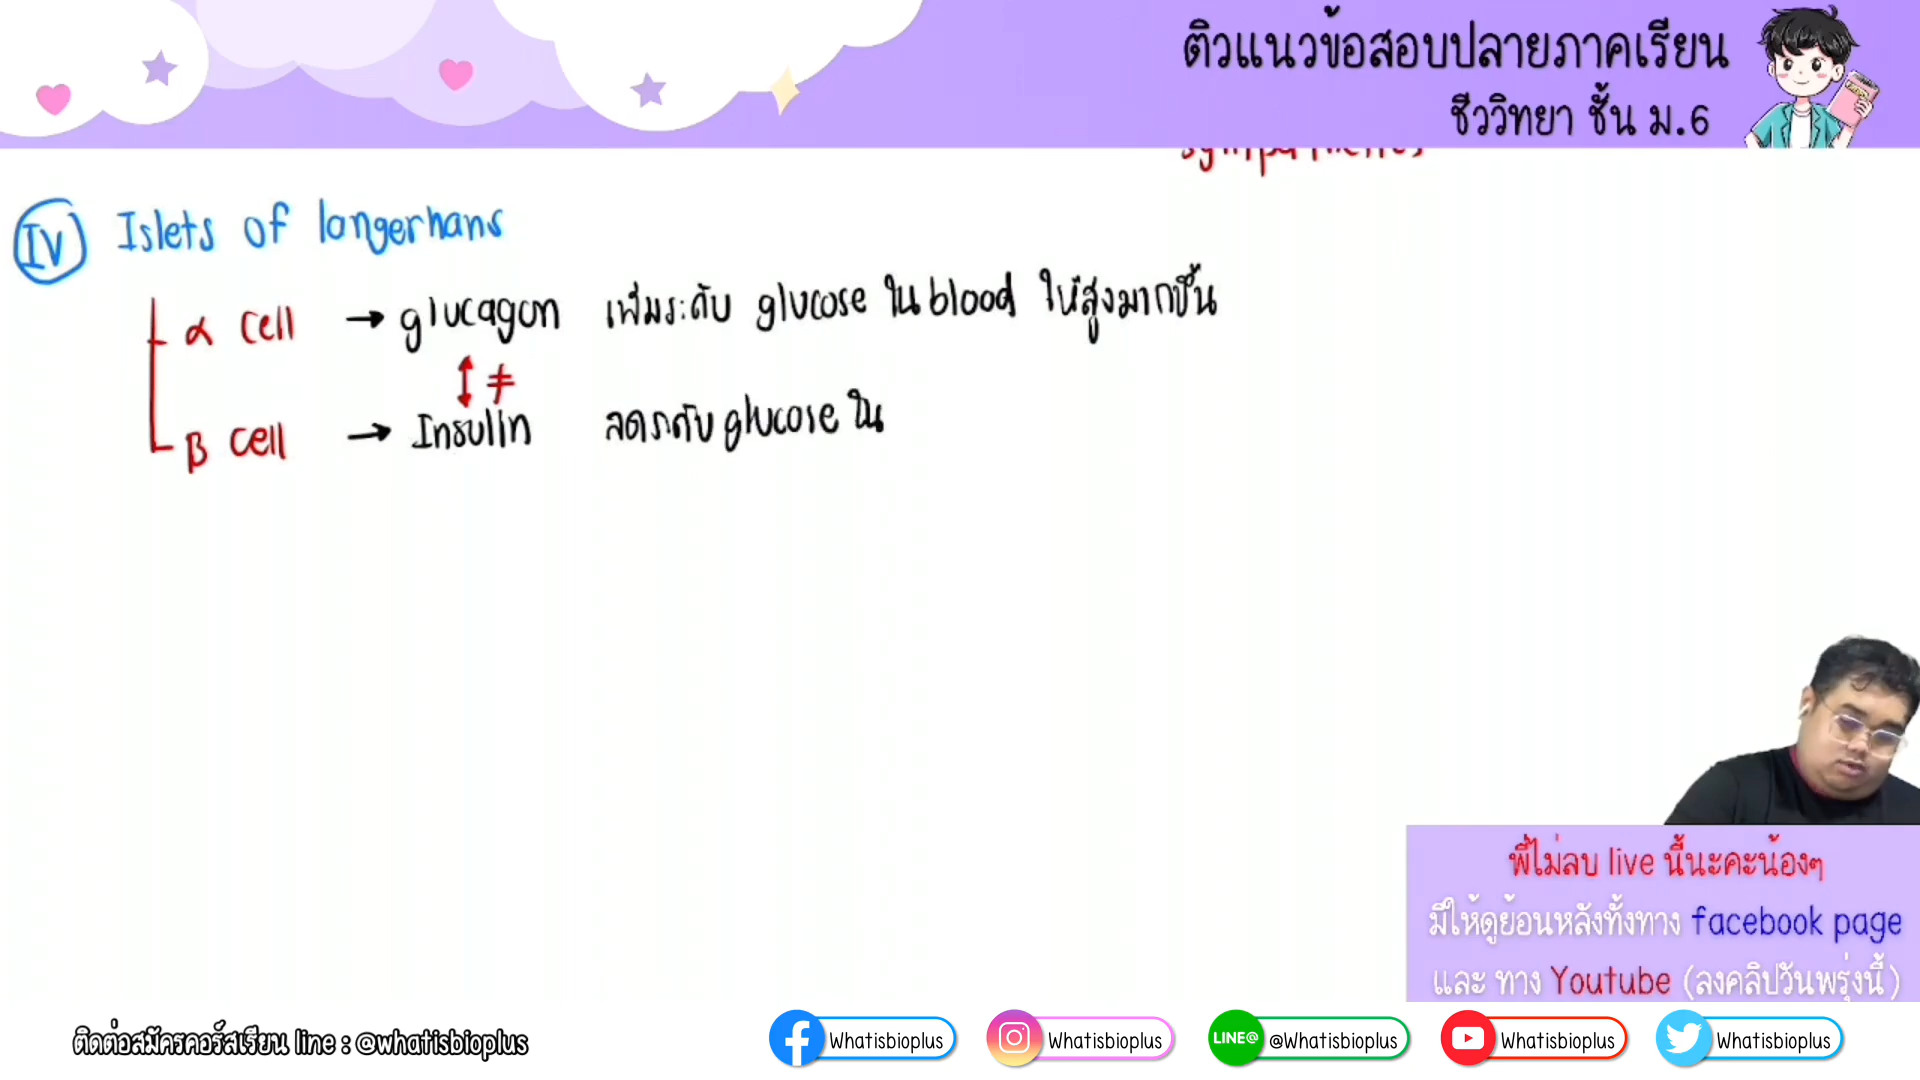 ติวแนวข้อสอบปลายภาคเรียน
ชีววิทยา ชั้น ม.6
IV Islets of langerhans
α cell → glucagon เพิ่มระดับ glucose ใน blood ให้สูงมากขึ้น
↕ ≠
β cell → Insulin ลดระดับ glucose ใน
พี่ไม่ลบ live นี้นะคะน้องๆ
มีให้ดูย้อนหลังทั้งทาง facebook page
และ ทาง Youtube (ลงคลิปวันพรุ่งนี้)
ติดต่อสมัครคอร์สเรียน line : @whatisbioplus
Whatisbioplus
Whatisbioplus
LINE@ @Whatisbioplus
Whatisbioplus
Whatisbioplus